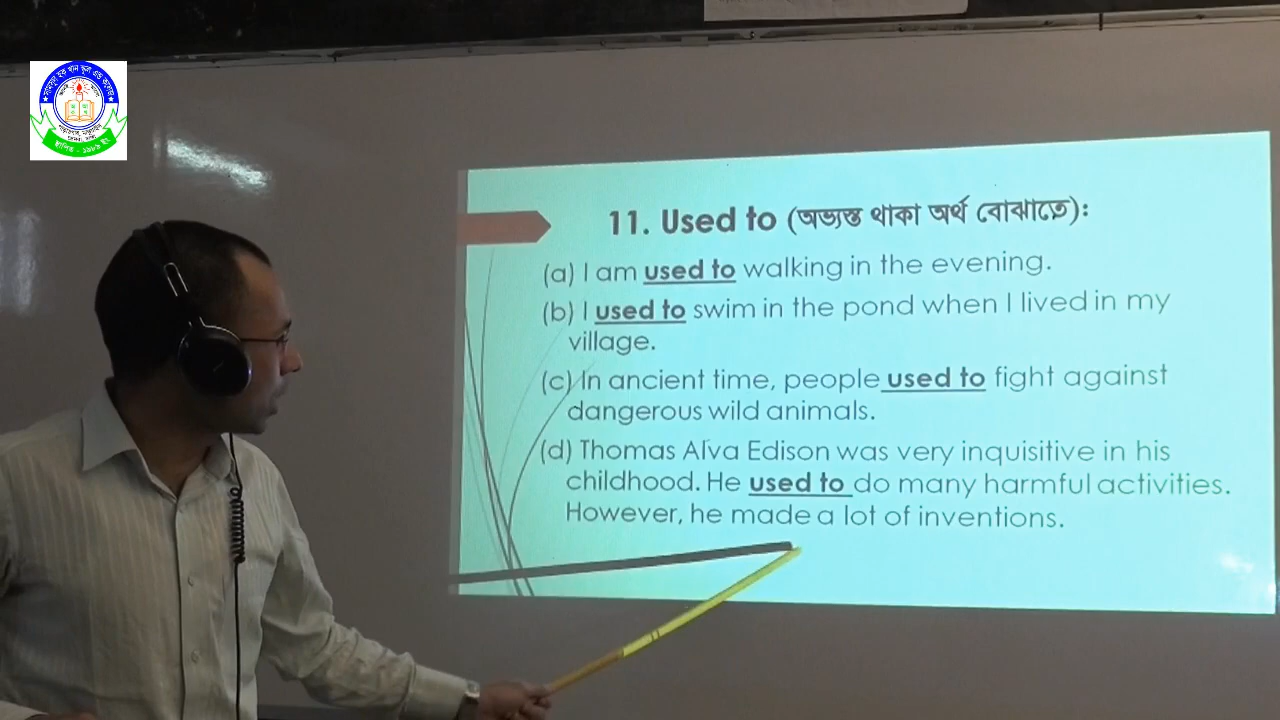 11. Used to (অভ্যস্ত থাকা অর্থ বোঝাতে):
(a) I am used to walking in the evening.
(b) I used to swim in the pond when I lived in my
village.
(c) In ancient time, people used to fight against
dangerous wild animals.
(d) Thomas Alva Edison was very inquisitive in his
childhood. He used to do many harmful activities.
However, he made a lot of inventions.
স্থাপিত - ১৯৮৯ ইং